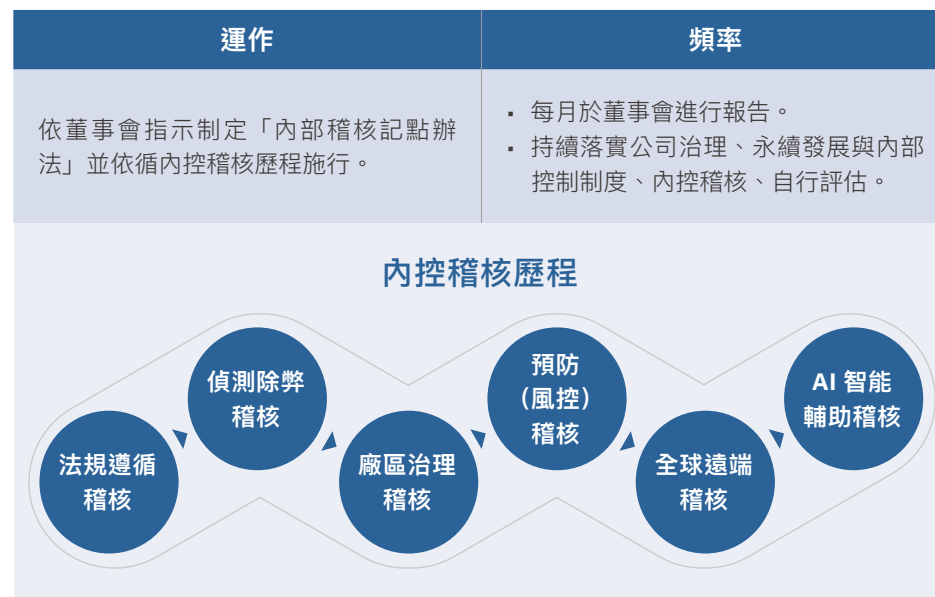 運作
頻率
依董事會指示制定「內部稽核記點辦
法」並依循內控稽核歷程施行。
▪ 每月於董事會進行報告。
▪ 持續落實公司治理、永續發展與內部
控制制度、內控稽核、自行評估。
內控稽核歷程
法規遵循
稽核
偵測除弊
稽核
廠區治理
稽核
預防
（風控）
稽核
全球遠端
稽核
AI 智能
輔助稽核